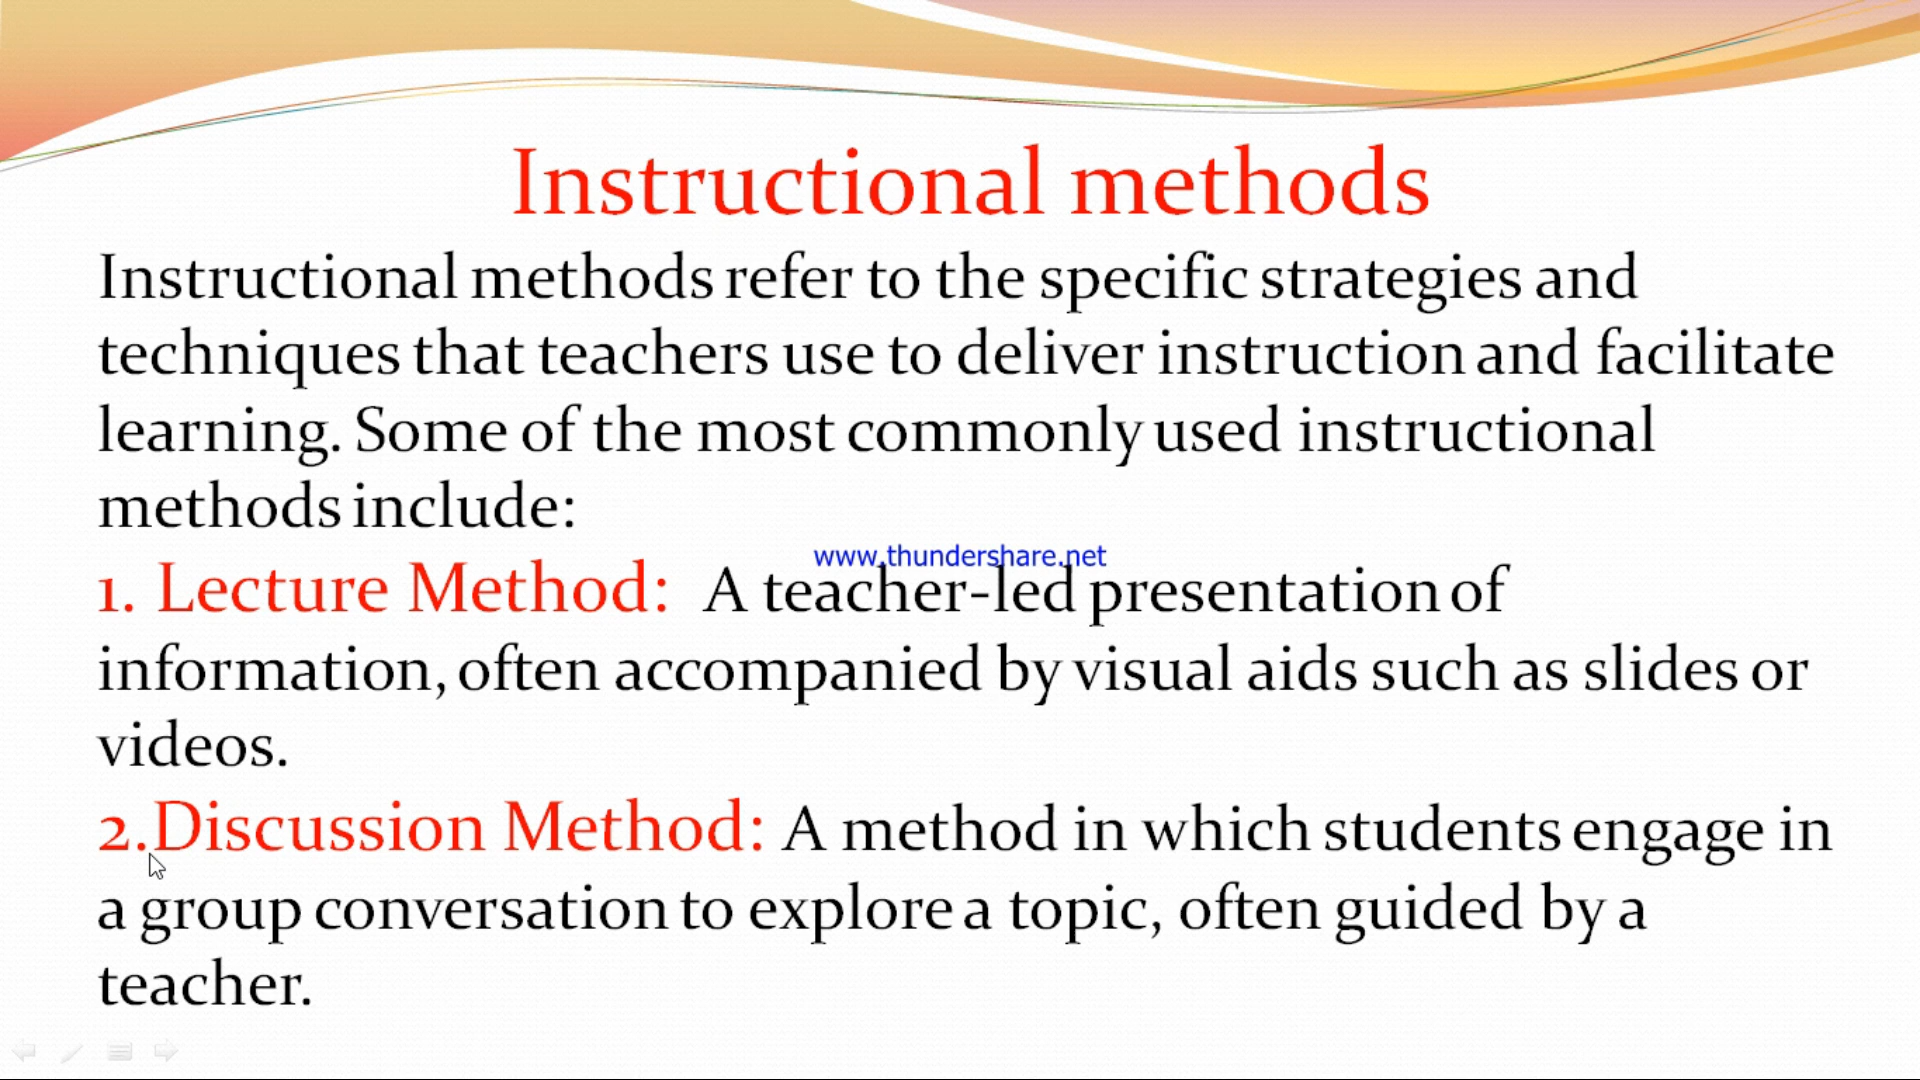 Instructional methods
Instructional methods refer to the specific strategies and
techniques that teachers use to deliver instruction and facilitate
learning. Some of the most commonly used instructional
methods include:
www.thundershare.net
1. Lecture Method: A teacher-led presentation of
information, often accompanied by visual aids such as slides or
videos.
2.Discussion Method: A method in which students engage in
a group conversation to explore a topic, often guided by a
teacher.